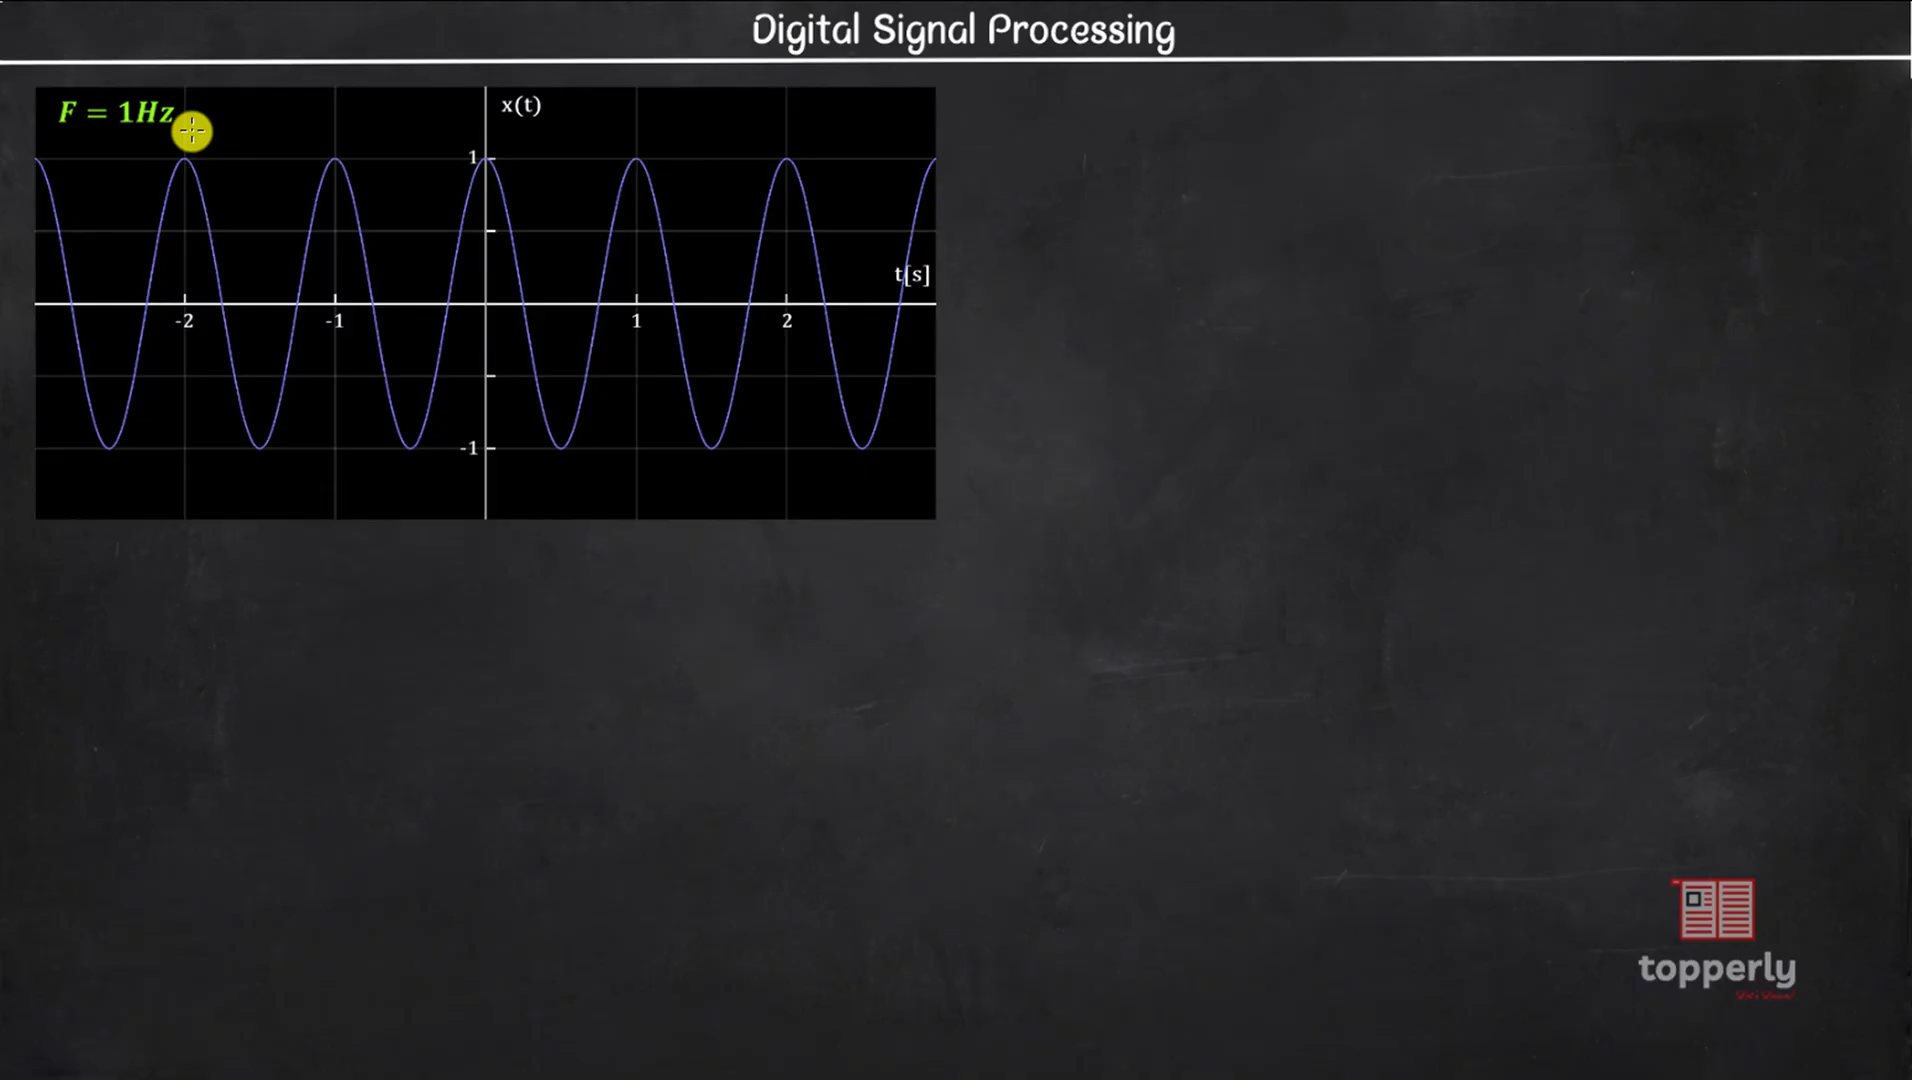 Digital Signal Processing
F = 1Hz
x(t)
1
t[s]
-2
-1
1
2
-1
topperly